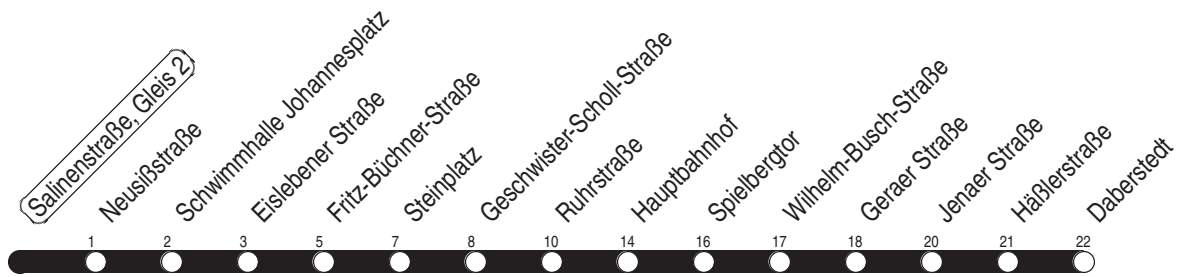 Salinenstraße, Gleis 2
Neusißstraße
Schwimmhalle Johannesplatz
Eislebener Straße
Fritz-Büchner-Straße
Steinplatz
Geschwister-Scholl-Straße
Ruhrstraße
Hauptbahnhof
Spielbergtor
Wilhelm-Busch-Straße
Geraer Straße
Jenaer Straße
Häßlerstraße
Daberstedt
1 2 3 5 7 8 10 14 16 17 18 20 21 22